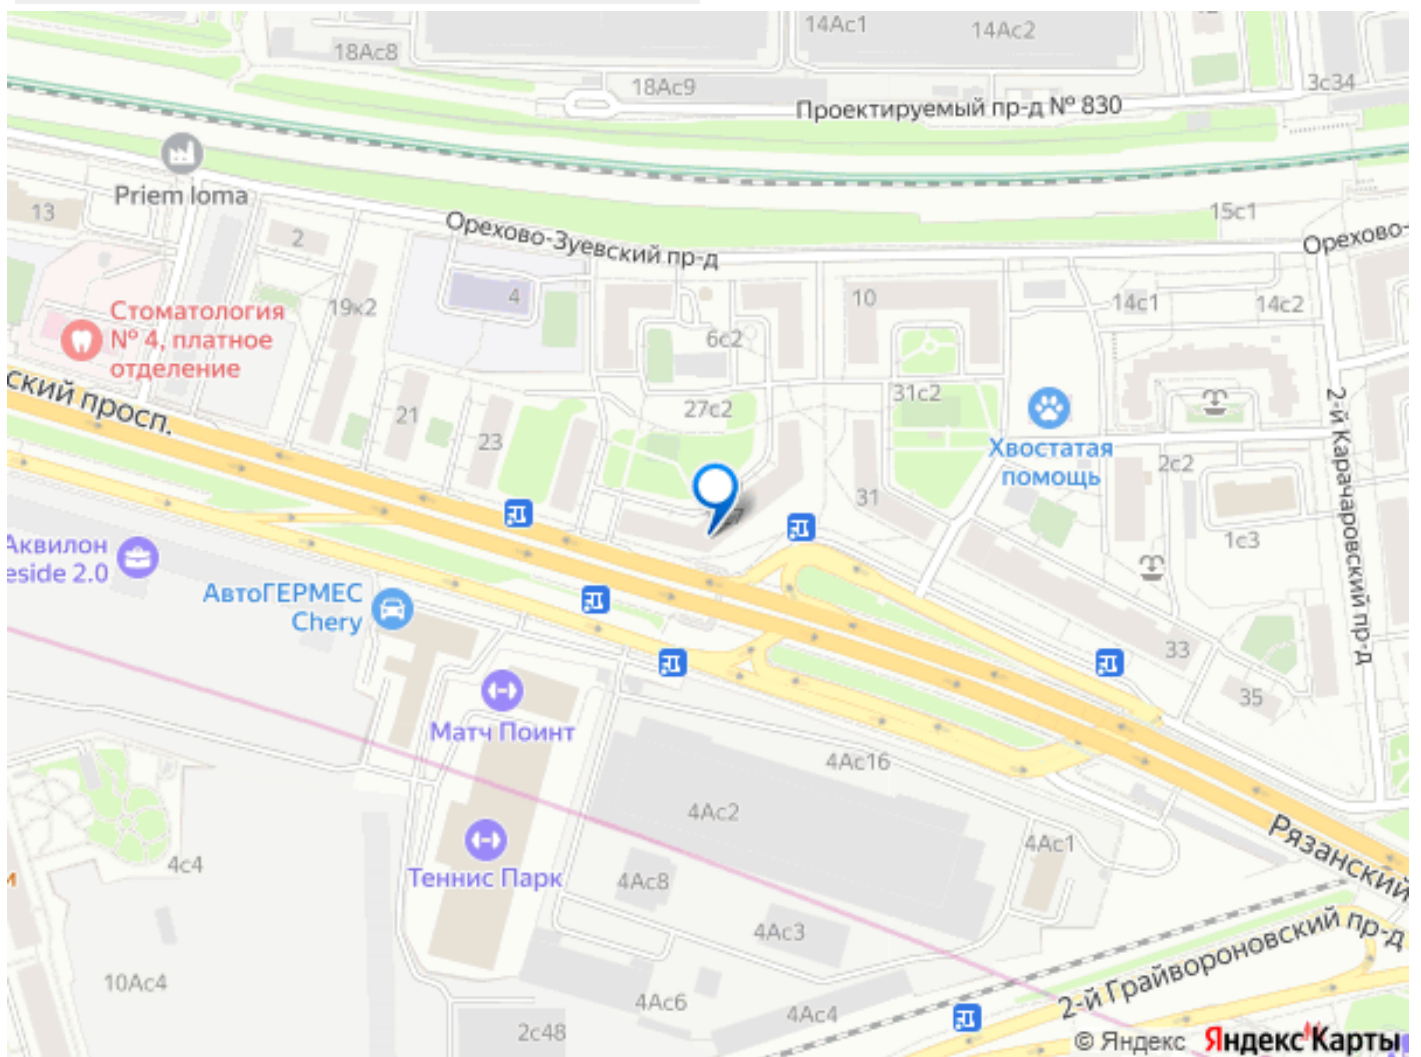 14Ас1
14Ас2
18Ас8
18Ас9
3с34
Проектируемый пр-д № 830
Priem loma
13
2
15с1
Орехово-Зуевский пр-д
Орехово-
Стоматология
№ 4, платное
отделение
19к2
4
6с2
10
14с1
14с2
ский просп.
21
23
27с2
31с2
31
Хвостатая
помощь
2с2
2-й Карачаровский пр-д
1с3
Аквилон
eside 2.0
АвтоГЕРМЕС
Chery
33
35
Матч Поинт
4Ас16
4Ас2
4Ас1
Рязанский
4с4
Теннис Парк
4Ас8
4Ас3
2-й Грайвороновский пр-д
10Ас4
4Ас6
4Ас4
2с48
© Яндекс Яндекс Карты